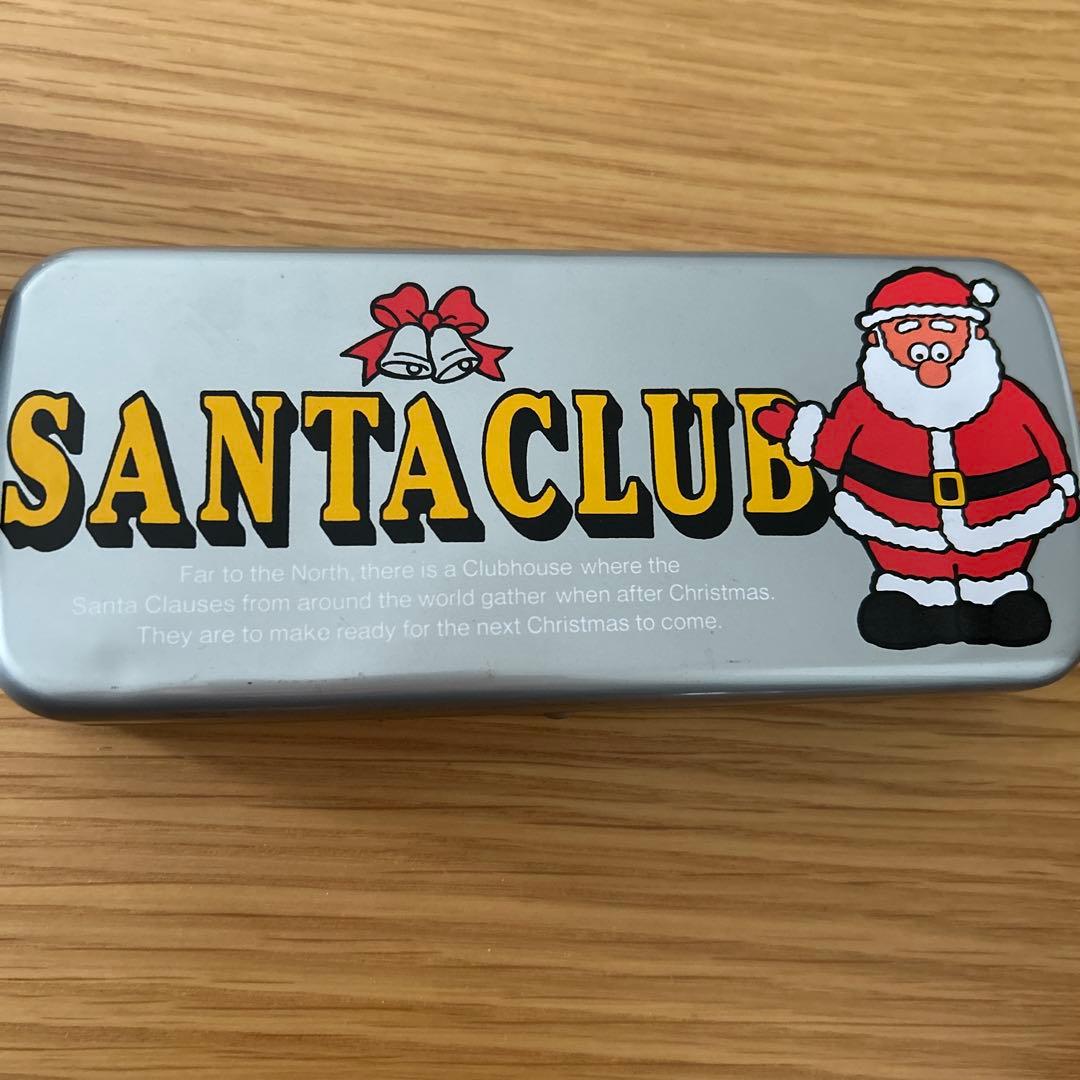 SANTA CLUB
Far to the North, there is a Clubhouse where the
Santa Clauses from around the world gather when after Christmas.
They are to make ready for the next Christmas to come.